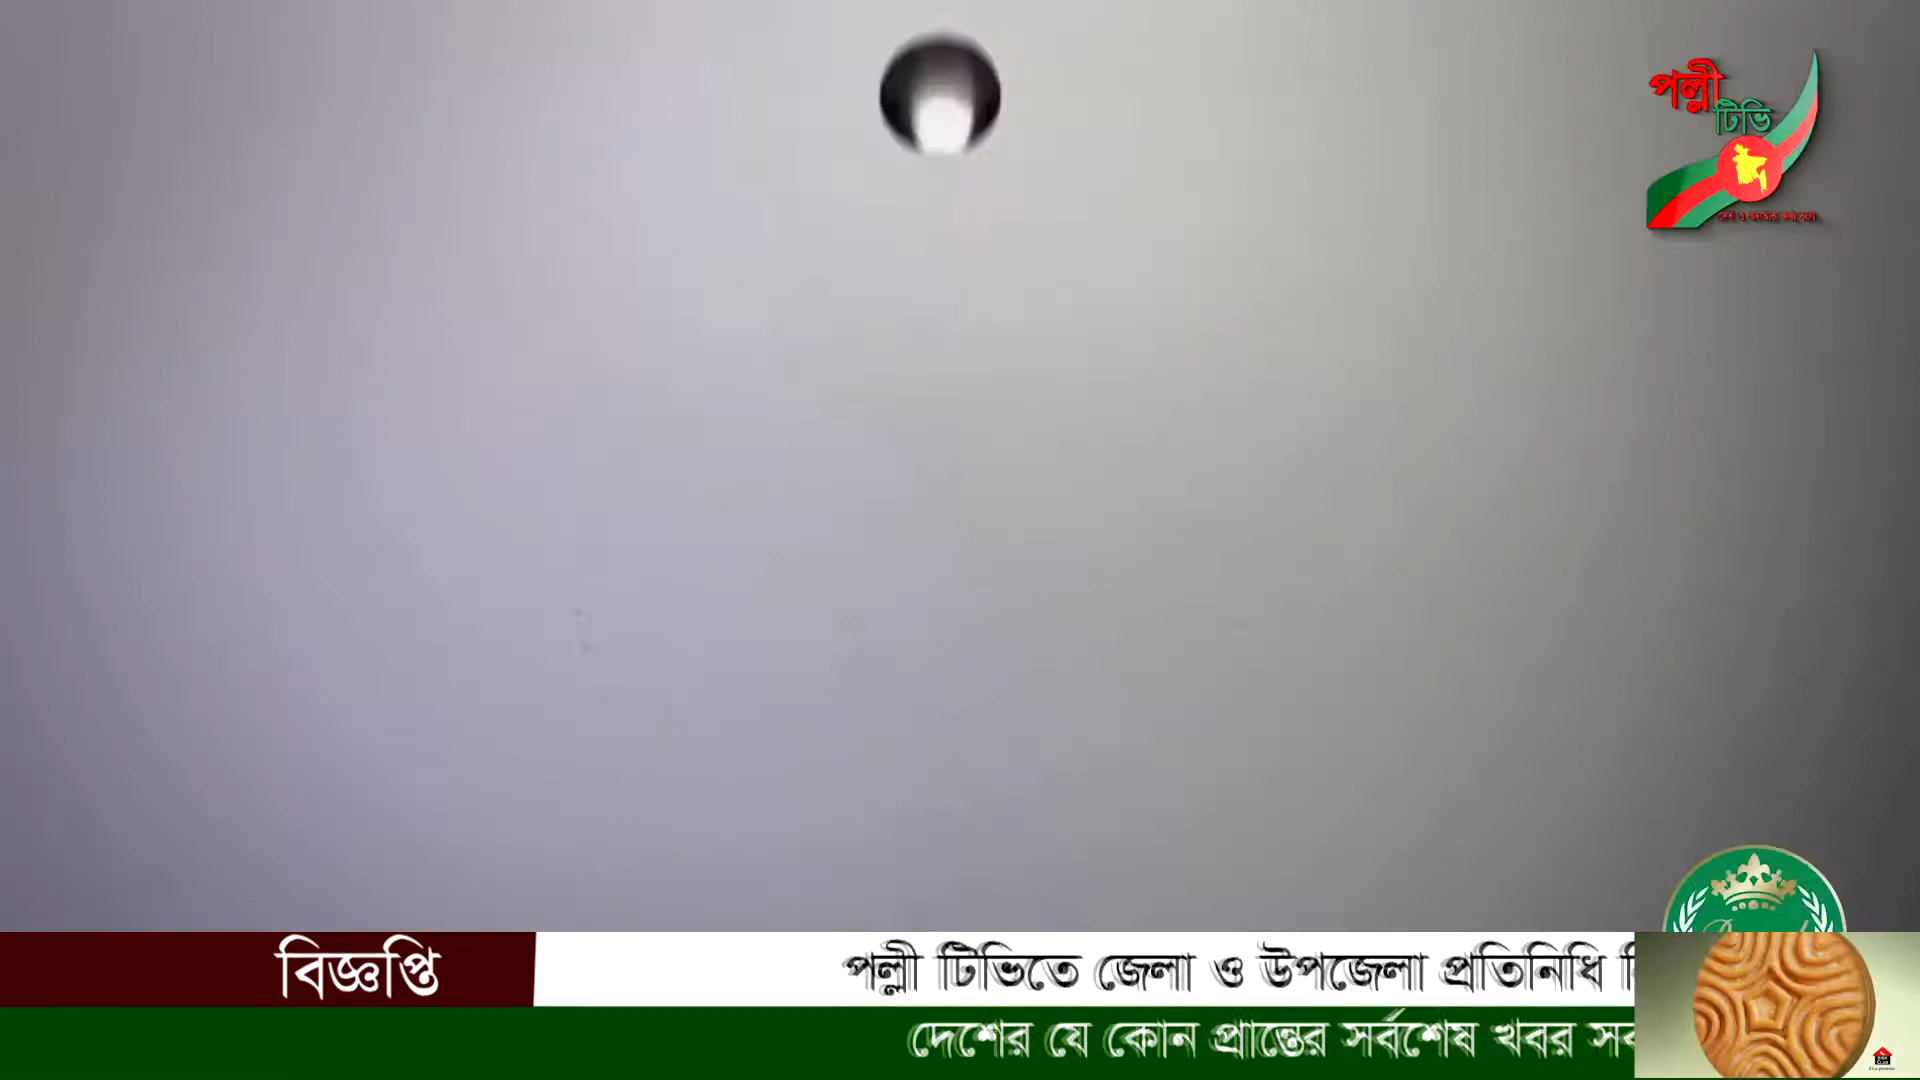 পল্লী
টিভি
বিজ্ঞপ্তি
পল্লী টিভিতে জেলা ও উপজেলা প্রতিনিধি
দেশের যে কোন প্রান্তের সর্বশেষ খবর